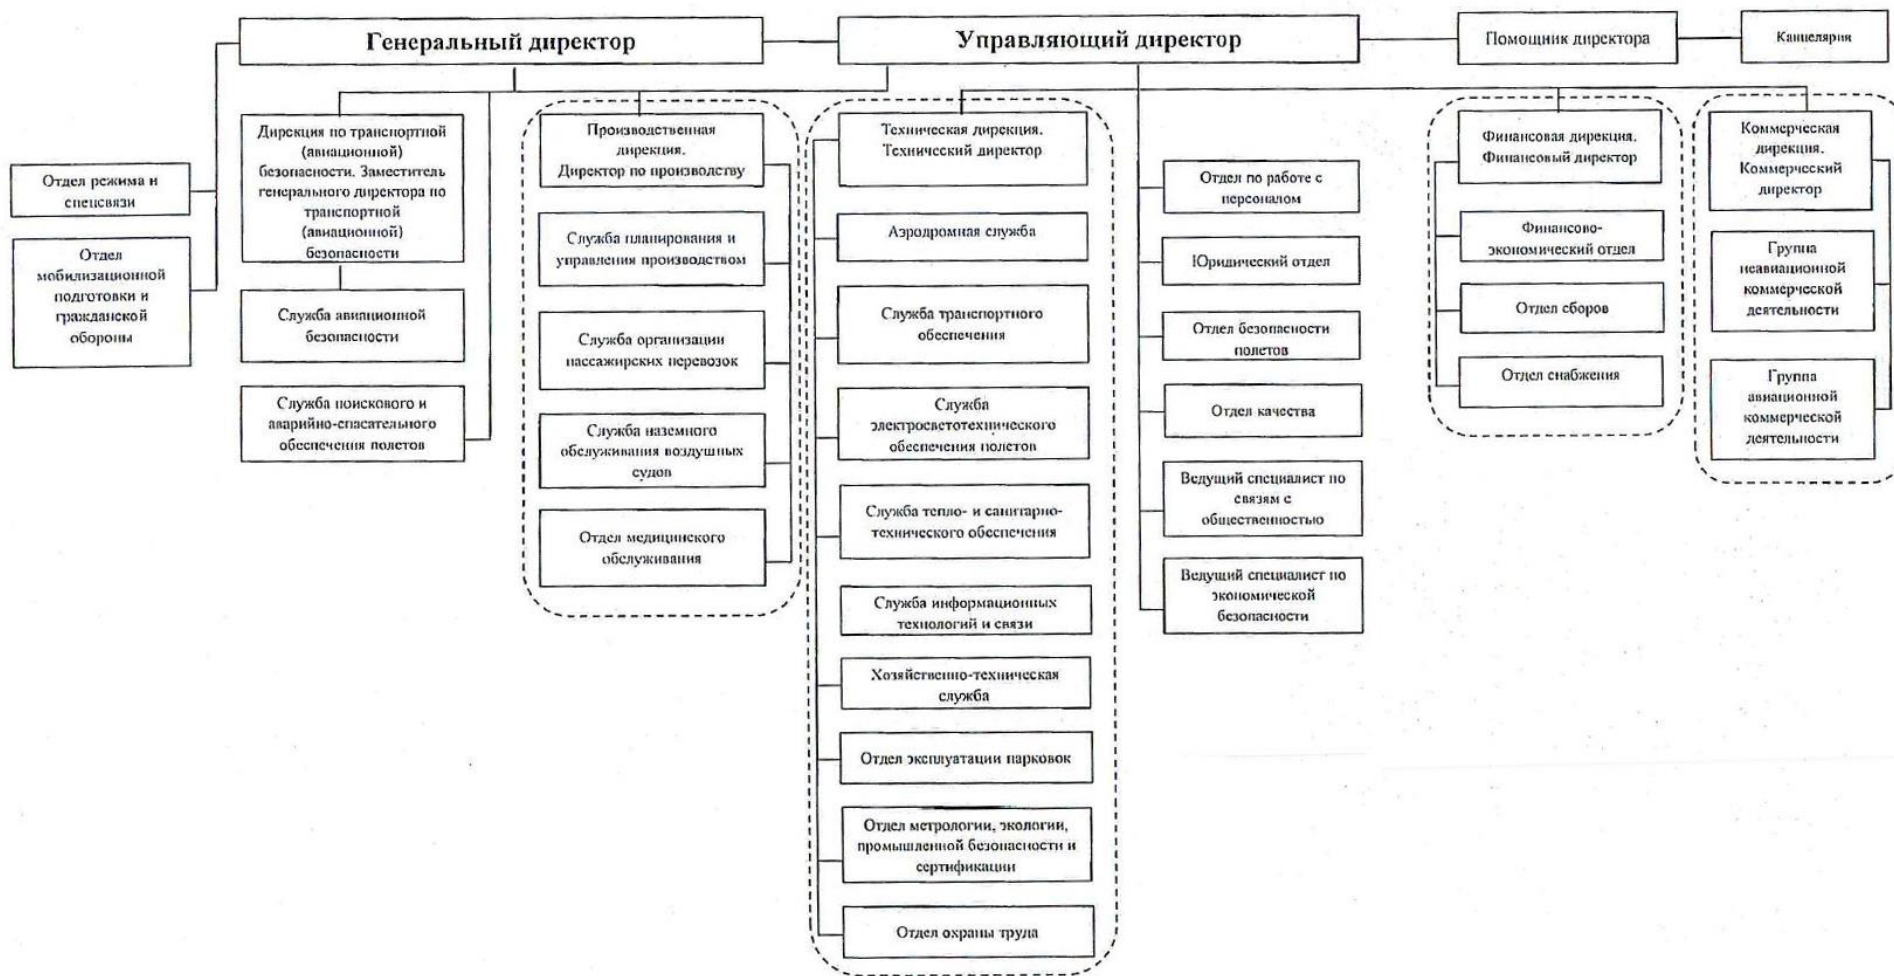 Генеральный директор
Управляющий директор
Помощник директора
Канцелярия
Отдел режима и
спецсвязи
Отдел
мобилизационной
подготовки и
гражданской
обороны
Дирекция по транспортной
(авиационной)
безопасности. Заместитель
генерального директора по
транспортной
(авиационной)
безопасности
Служба авиационной
безопасности
Служба поискового и
аварийно-спасательного
обеспечения полетов
Производственная
дирекция.
Директор по производству
Служба планирования и
управления производством
Служба организации
пассажирских перевозок
Служба наземного
обслуживания воздушных
судов
Отдел медицинского
обслуживания
Техническая дирекция.
Технический директор
Аэродромная служба
Служба транспортного
обеспечения
Служба
электросветотехнического
обеспечения полетов
Служба тепло- и санитарно-
технического обеспечения
Служба информационных
технологий и связи
Хозяйственно-техническая
служба
Отдел эксплуатации парковок
Отдел метрологии, экологии,
промышленной безопасности и
сертификации
Отдел охраны труда
Отдел по работе с
персоналом
Юридический отдел
Отдел безопасности
полетов
Отдел качества
Ведущий специалист по
связям с
общественностью
Ведущий специалист по
экономической
безопасности
Финансовая дирекция.
Финансовый директор
Финансово-
экономический отдел
Отдел сборов
Отдел снабжения
Коммерческая
дирекция.
Коммерческий
директор
Группа
неавиационной
коммерческой
деятельности
Группа
авиационной
коммерческой
деятельности